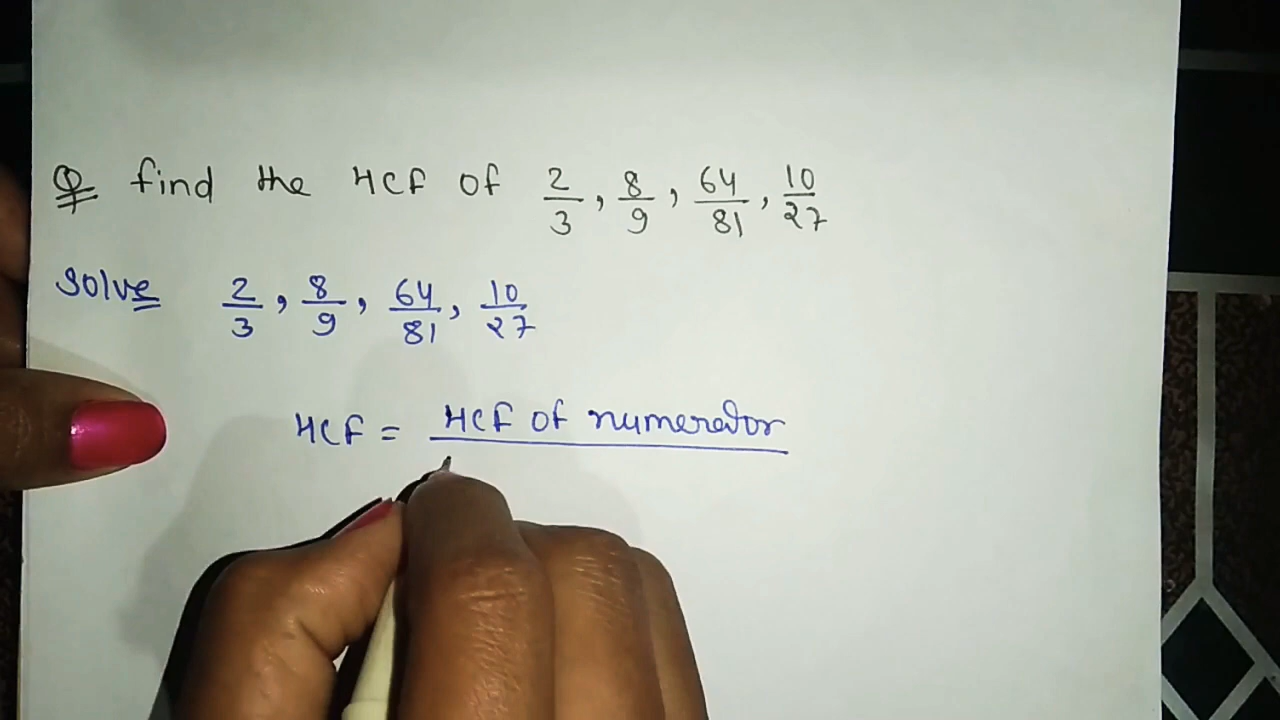 Q find the HCF of 2/3, 8/9, 64/81, 10/27
Solve 2/3, 8/9, 64/81, 10/27
HCF = HCF of numerator